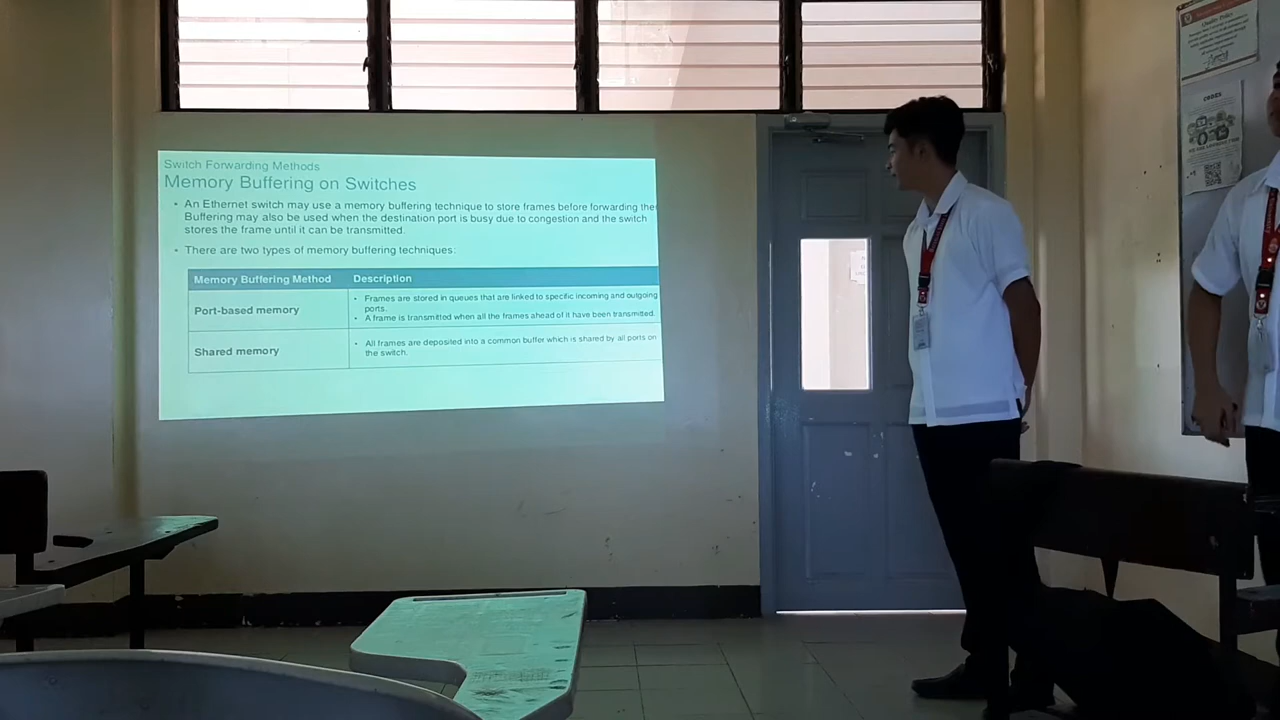 Switch Forwarding Methods
Memory Buffering on Switches
• An Ethernet switch may use a memory buffering technique to store frames before forwarding
Buffering may also be used when the destination port is busy due to congestion and the switch
stores the frame until it can be transmitted.
• There are two types of memory buffering techniques:
Memory Buffering Method Description
Port-based memory
• Frames are stored in queues that are linked to specific incoming and outgoing
ports.
• A frame is transmitted when all the frames ahead of it have been transmitted.
Shared memory
• All frames are deposited into a common buffer which is shared by all ports on
the switch.
Quality Policy